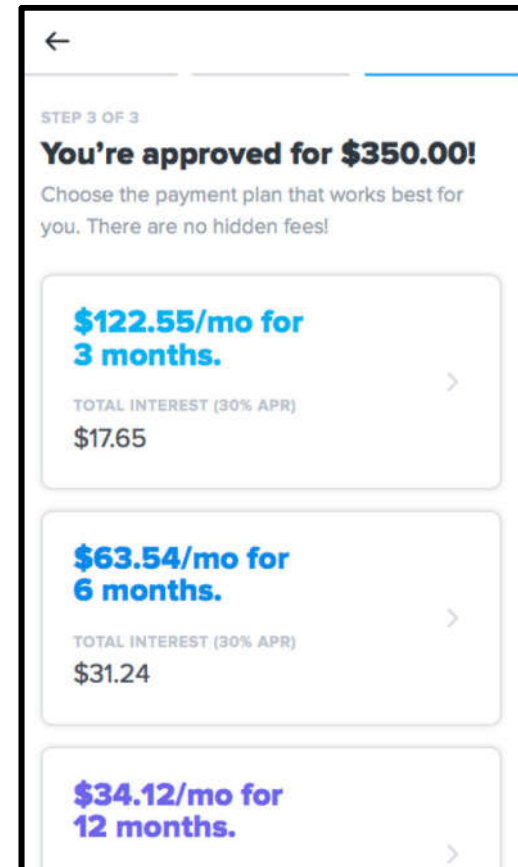 STEP 3 OF 3
You're approved for $350.00!
Choose the payment plan that works best for
you. There are no hidden fees!
$122.55/mo for
3 months.
TOTAL INTEREST (30% APR)
$17.65
$63.54/mo for
6 months.
TOTAL INTEREST (30% APR)
$31.24
$34.12/mo for
12 months.